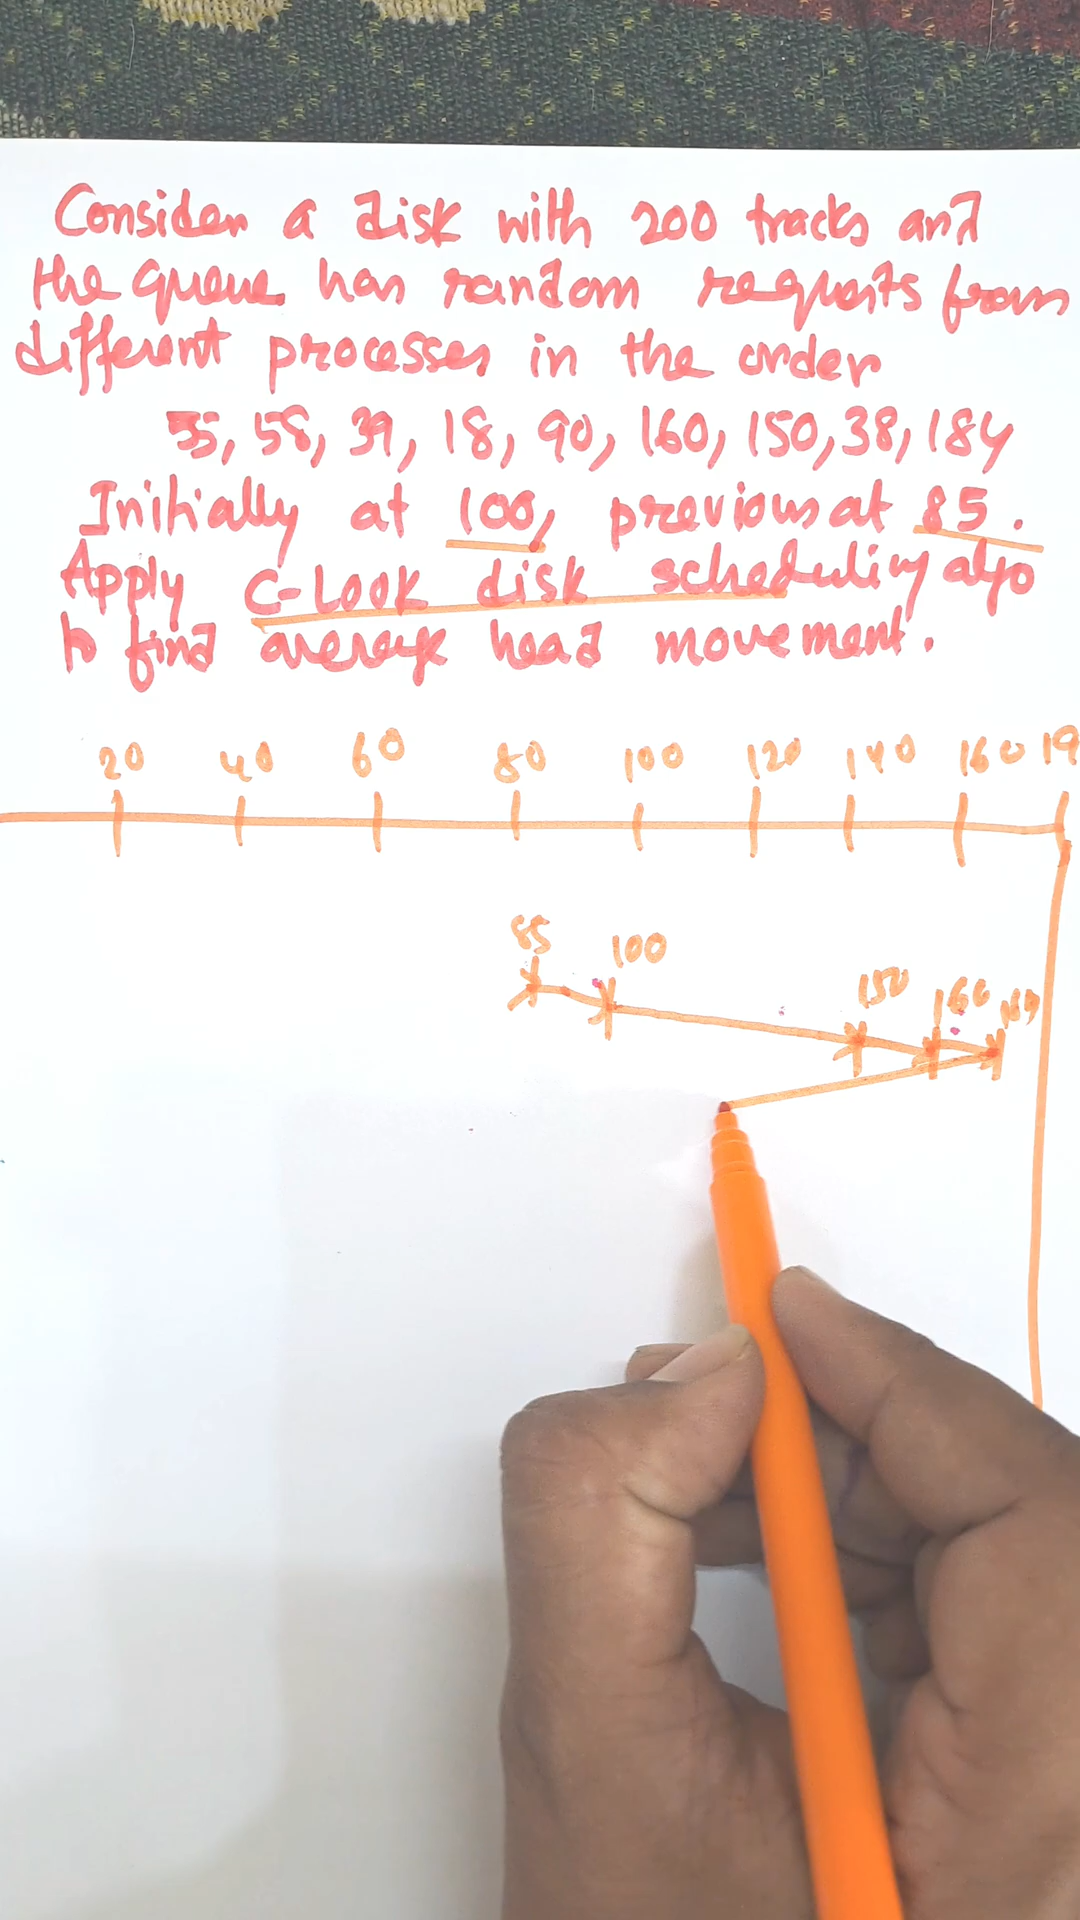 Consider a disk with 200 tracks and
the queue has random requests from
different processes in the order
55, 58, 39, 18, 90, 160, 150, 38, 184
Initially at 100, previous at 85.
Apply C-Look disk scheduling algo
to find average head movement.
20 40 60 80 100 120 140 160 19
85 100 150 160 184